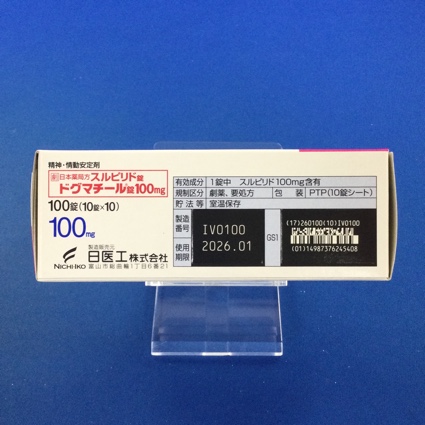 精神・情動安定剤
劇 日本薬局方 スルピリド錠
ドグマチール錠100mg
100錠(10錠×10)
100mg
製造販売元
日医工株式会社
NICHI-IKO 富山市総曲輪1丁目6番21
有効成分 1錠中 スルピリド100mg含有
規制区分 劇薬、処方箋 包装 PTP(10錠シート)
貯法等 室温保存
製造番号 IV0100
使用期限 2026.01
GS1
(17)260100(10)IV0100
(01)14987376245408